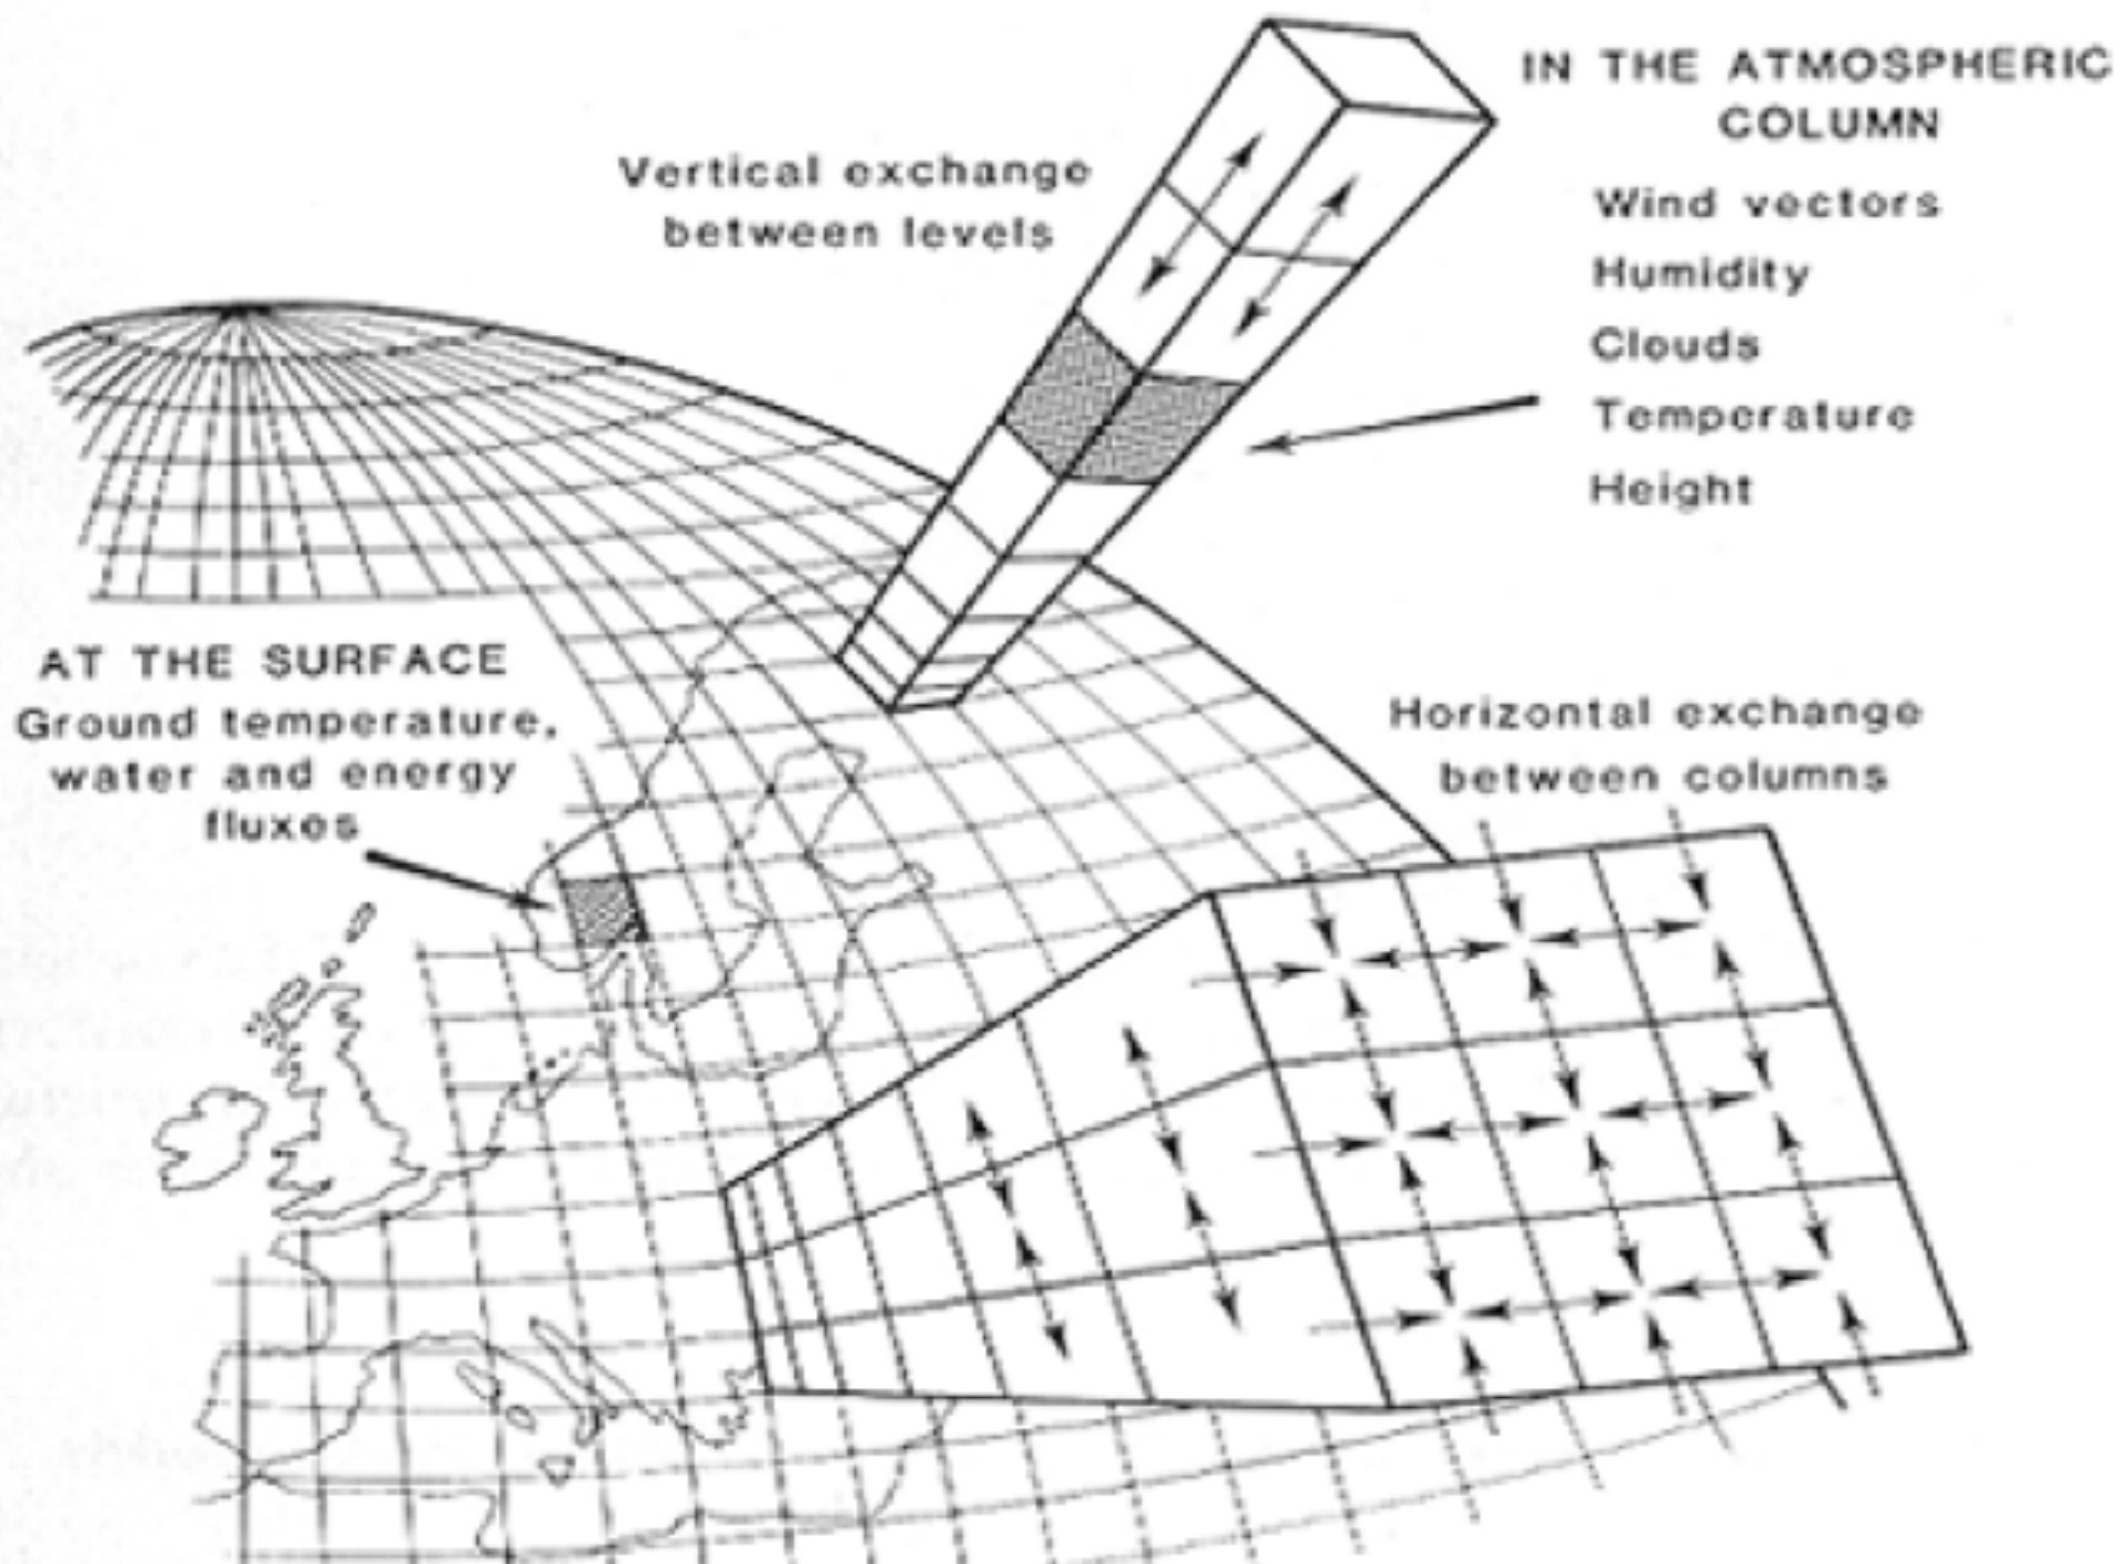 IN THE ATMOSPHERIC
COLUMN
Wind vectors
Humidity
Clouds
Temperature
Height
Vertical exchange
between levels
AT THE SURFACE
Ground temperature,
water and energy
fluxes
Horizontal exchange
between columns